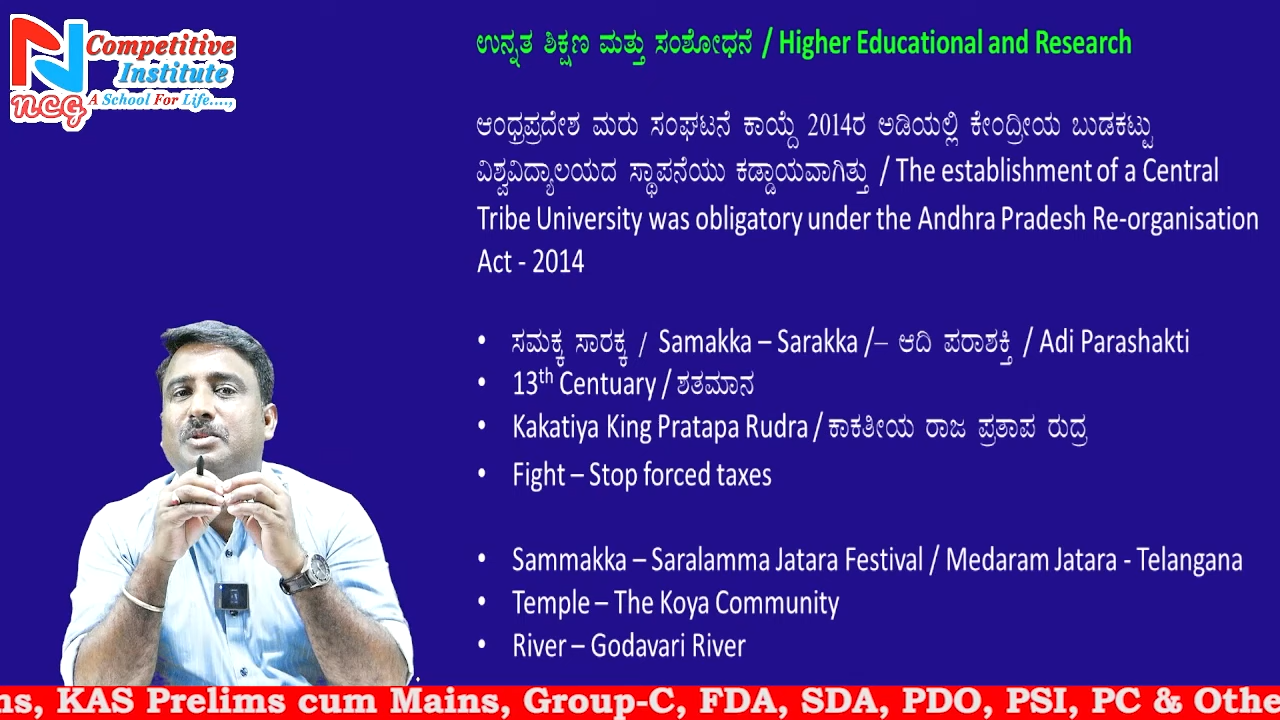 Competitive
Institute
NCG A School For Life....,
ಉನ್ನತ ಶಿಕ್ಷಣ ಮತ್ತು ಸಂಶೋಧನೆ / Higher Educational and Research
ಆಂಧ್ರಪ್ರದೇಶ ಮರು ಸಂಘಟನೆ ಕಾಯ್ದೆ 2014ರ ಅಡಿಯಲ್ಲಿ ಕೇಂದ್ರೀಯ ಬುಡಕಟ್ಟು
ವಿಶ್ವವಿದ್ಯಾಲಯದ ಸ್ಥಾಪನೆಯು ಕಡ್ಡಾಯವಾಗಿತ್ತು / The establishment of a Central
Tribe University was obligatory under the Andhra Pradesh Re-organisation
Act - 2014
• ಸಮಕ್ಕ ಸಾರಕ್ಕ / Samakka – Sarakka /– ಆದಿ ಪರಾಶಕ್ತಿ / Adi Parashakti
• 13th Centuary / ಶತಮಾನ
• Kakatiya King Pratapa Rudra / ಕಾಕತೀಯ ರಾಜ ಪ್ರತಾಪ ರುದ್ರ
• Fight – Stop forced taxes
• Sammakka – Saralamma Jatara Festival / Medaram Jatara - Telangana
• Temple – The Koya Community
• River – Godavari River
ns, KAS Prelims cum Mains, Group-C, FDA, SDA, PDO, PSI, PC & Othe